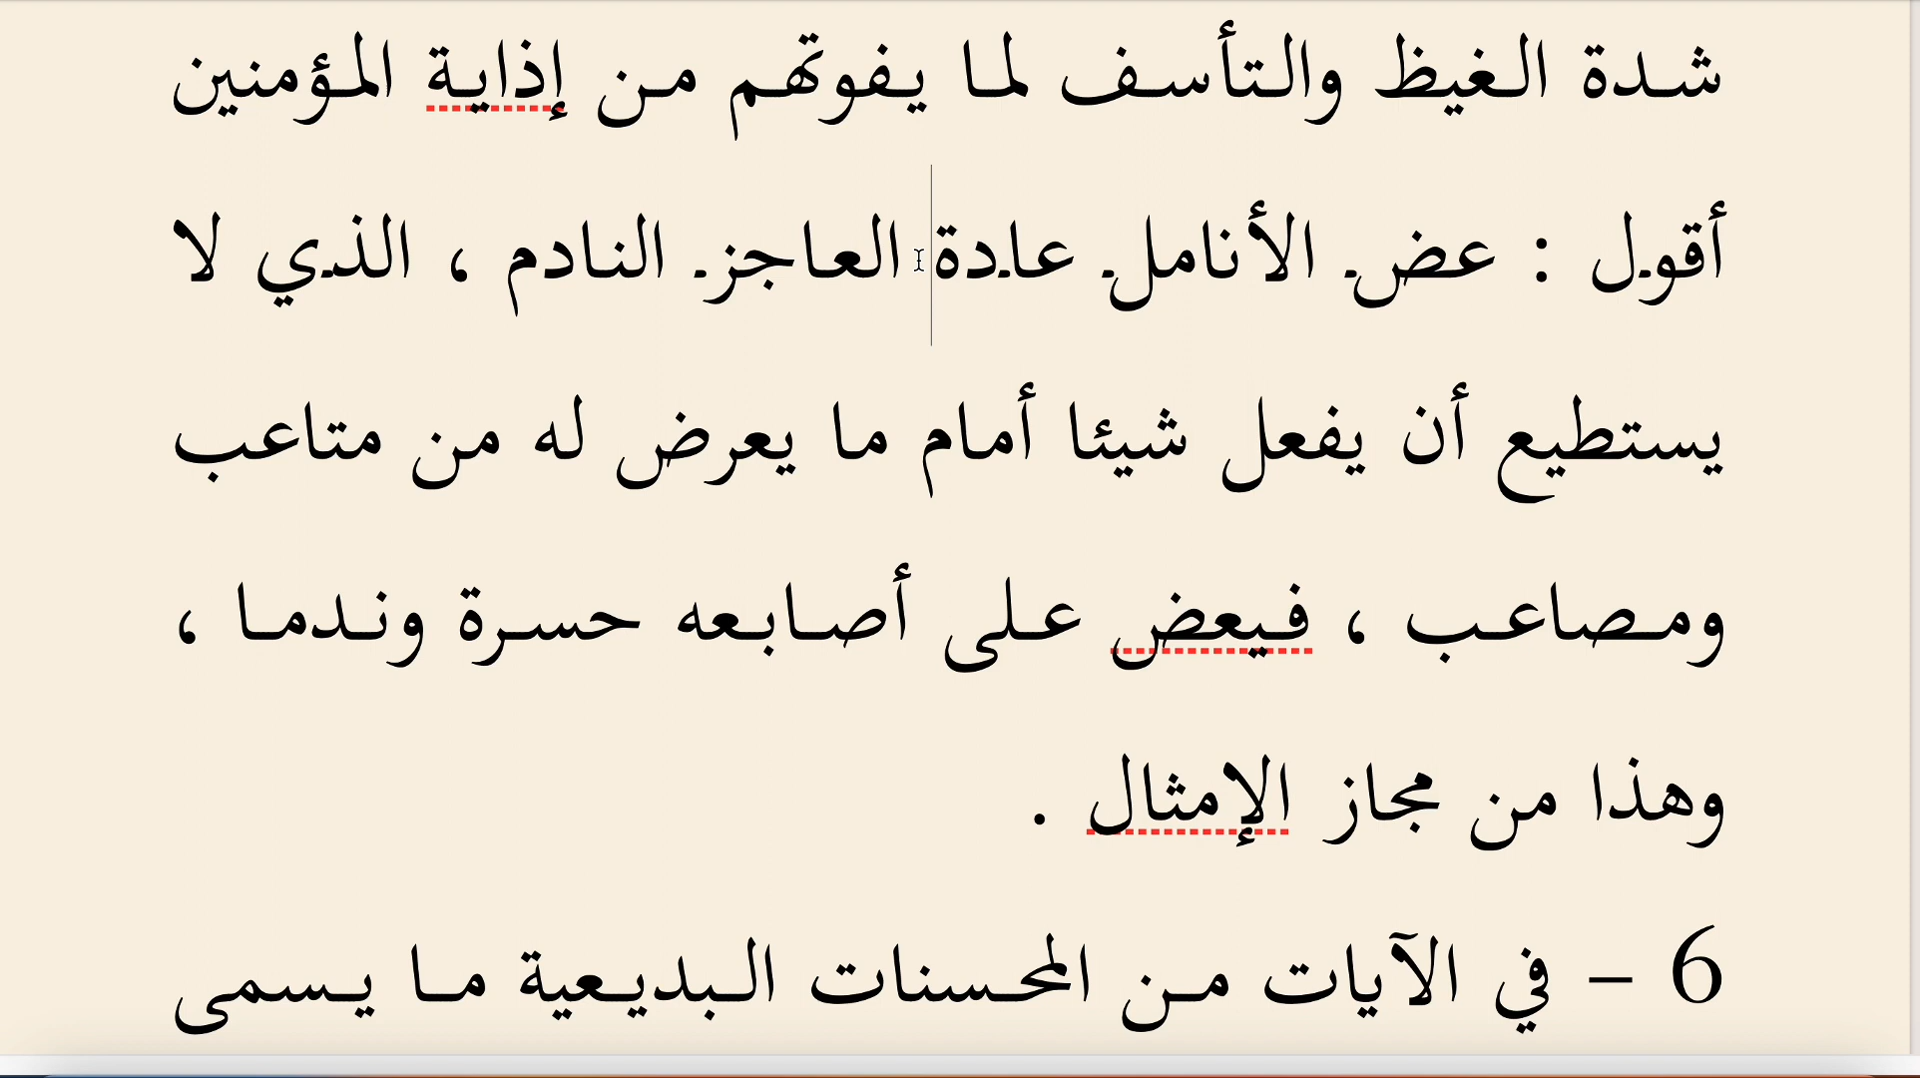 شدة الغيظ والتأسف لما يفوتهم من إذاية المؤمنين
أقول : عض الأنامل عادة العاجز النادم ، الذي لا
يستطيع أن يفعل شيئا أمام ما يعرض له من متاعب
ومصاعب ، فيعض على أصابعه حسرة وندما ،
وهذا من مجاز الإمثال .
6 – في الآيات من المحسنات البديعية ما يسمى